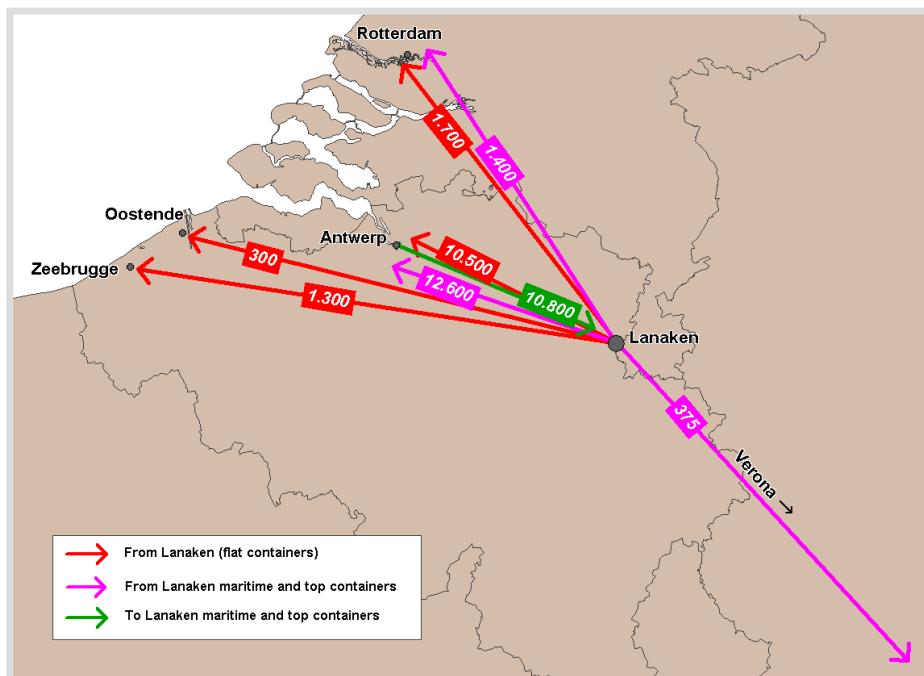 Rotterdam
1.700
1.400
Oostende
Antwerp
Zeebrugge
300
10.500
12.600
10.800
1.300
Lanaken
375
Verona →
From Lanaken (flat containers)
From Lanaken maritime and top containers
To Lanaken maritime and top containers